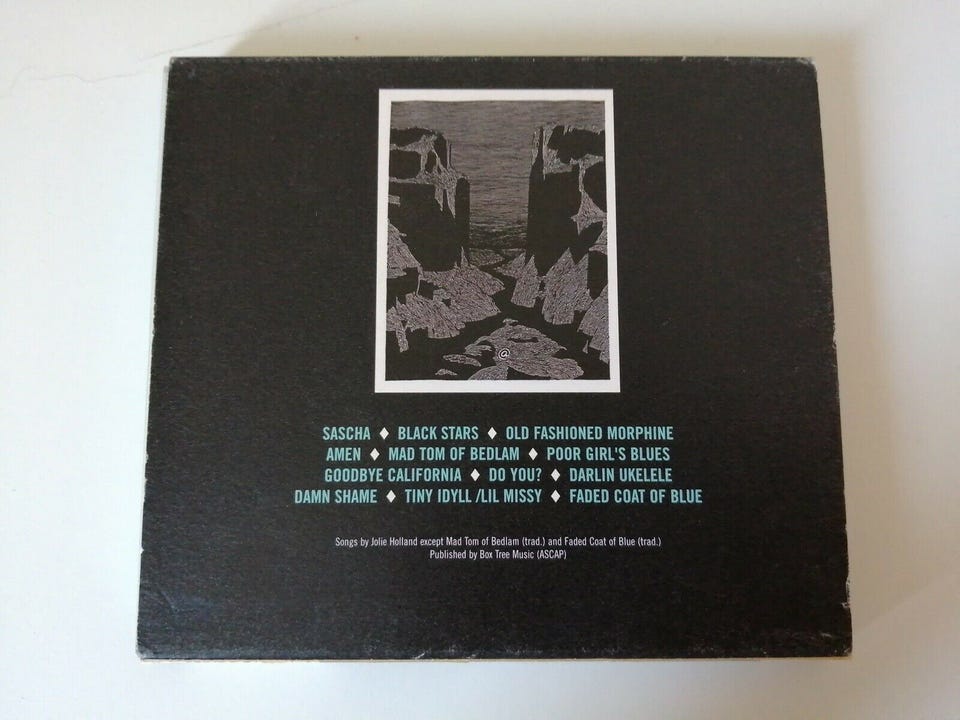 @
SASCHA ♦ BLACK STARS ♦ OLD FASHIONED MORPHINE
AMEN ♦ MAD TOM OF BEDLAM ♦ POOR GIRL'S BLUES
GOODBYE CALIFORNIA ♦ DO YOU? ♦ DARLIN UKELELE
DAMN SHAME ♦ TINY IDYLL /LIL MISSY ♦ FADED COAT OF BLUE
Songs by Jolie Holland except Mad Tom of Bedlam (trad.) and Faded Coat of Blue (trad.)
Published by Box Tree Music (ASCAP)